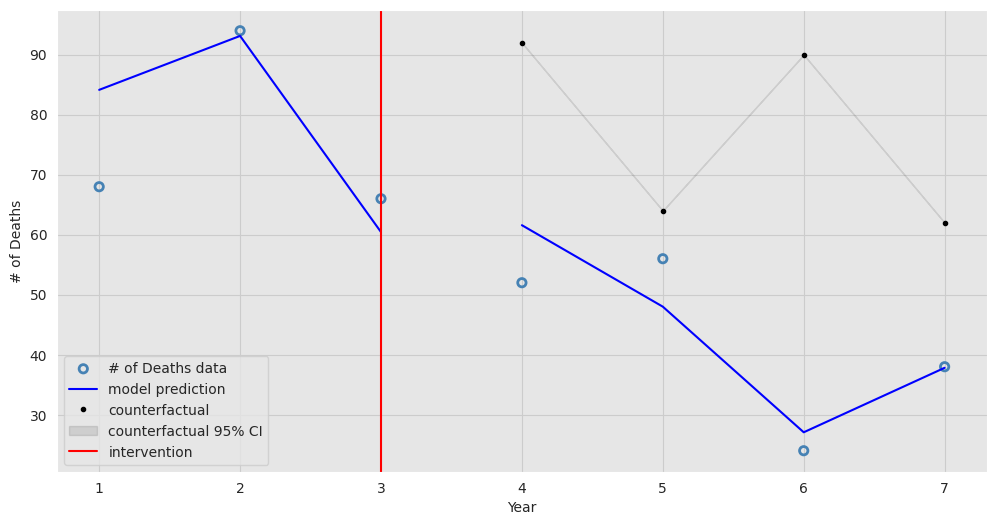 90
80
70
60
50
40
30
# of Deaths
# of Deaths data
model prediction
counterfactual
counterfactual 95% CI
intervention
1 2 3 4 5 6 7
Year